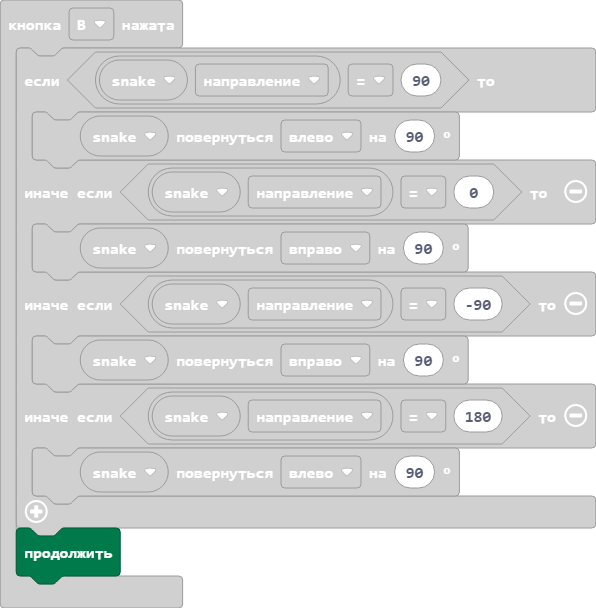 кнопка B нажата
если snake направление = 90 то
snake повернуться влево на 90 °
иначе если snake направление = 0 то
snake повернуться вправо на 90 °
иначе если snake направление = -90 то
snake повернуться вправо на 90 °
иначе если snake направление = 180 то
snake повернуться влево на 90 °
продолжить